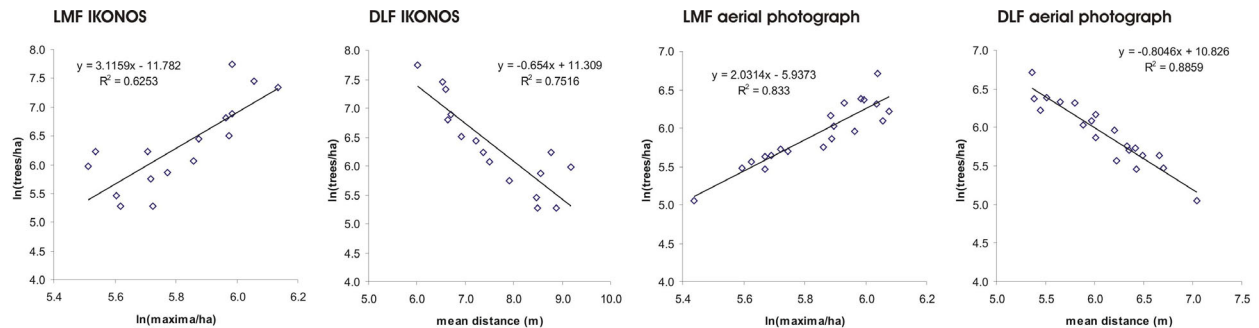 LMF IKONOS
DLF IKONOS
LMF aerial photograph
DLF aerial photograph
y = 3.1159x - 11.782
R² = 0.6253
ln(trees/ha)
8.0
7.5
7.0
6.5
6.0
5.5
5.0
4.5
4.0
5.4 5.6 5.8 6.0 6.2
ln(maxima/ha)
y = -0.654x + 11.309
R² = 0.7516
ln(trees/ha)
8.0
7.5
7.0
6.5
6.0
5.5
5.0
4.5
4.0
5.0 6.0 7.0 8.0 9.0 10.0
mean distance (m)
y = 2.0314x - 5.9373
R² = 0.833
ln(trees/ha)
7.0
6.5
6.0
5.5
5.0
4.5
4.0
5.4 5.6 5.8 6.0 6.2
ln(maxima/ha)
y = -0.8046x + 10.826
R² = 0.8859
ln(trees/ha)
7.0
6.5
6.0
5.5
5.0
4.5
4.0
5.0 5.5 6.0 6.5 7.0 7.5
mean distance (m)